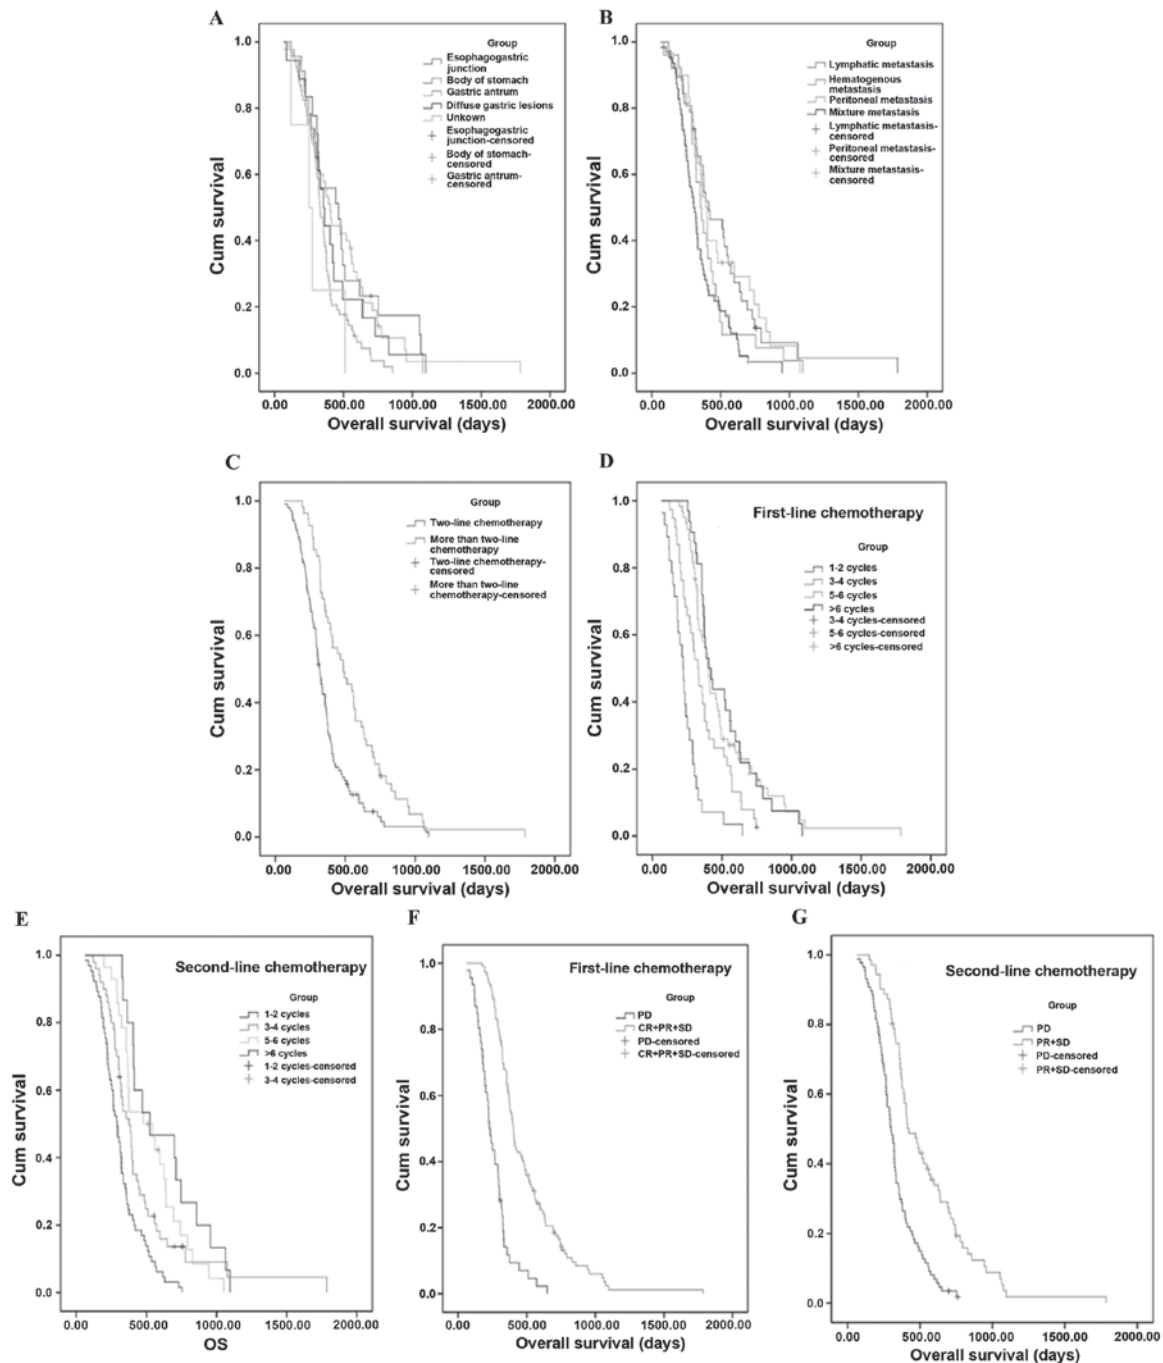 A
Group
Esophagogastric
junction
Body of stomach
Gastric antrum
Diffuse gastric lesions
Unkown
Esophagogastric
junction-censored
Body of stomach-
censored
Gastric antrum-
censored
Cum survival
1.0
0.8
0.6
0.4
0.2
0.0
0.00 500.00 1000.00 1500.00 2000.00
Overall survival (days)
B
Group
Lymphatic metastasis
Hematogenous
metastasis
Peritoneal metastasis
Mixture metastasis
Lymphatic metastasis-
censored
Peritoneal metastasis-
censored
Mixture metastasis-
censored
Cum survival
1.0
0.8
0.6
0.4
0.2
0.0
0.00 500.00 1000.00 1500.00 2000.00
Overall survival (days)
C
Group
Two-line chemotherapy
More than two-line
chemotherapy
Two-line chemotherapy-
censored
More than two-line
chemotherapy-censored
Cum survival
1.0
0.8
0.6
0.4
0.2
0.0
0.00 500.00 1000.00 1500.00 2000.00
Overall survival (days)
D
First-line chemotherapy
Group
1-2 cycles
3-4 cycles
5-6 cycles
>6 cycles
3-4 cycles-censored
5-6 cycles-censored
>6 cycles-censored
Cum survival
1.0
0.8
0.6
0.4
0.2
0.0
0.00 500.00 1000.00 1500.00 2000.00
Overall survival (days)
E
Second-line chemotherapy
Group
1-2 cycles
3-4 cycles
5-6 cycles
>6 cycles
1-2 cycles-censored
3-4 cycles-censored
Cum survival
1.0
0.8
0.6
0.4
0.2
0.0
0.00 500.00 1000.00 1500.00 2000.00
OS
F
First-line chemotherapy
Group
PD
CR+PR+SD
PD-censored
CR+PR+SD-censored
Cum survival
1.0
0.8
0.6
0.4
0.2
0.0
0.00 500.00 1000.00 1500.00 2000.00
Overall survival (days)
G
Second-line chemotherapy
Group
PD
PR+SD
PD-censored
PR+SD-censored
Cum survival
1.0
0.8
0.6
0.4
0.2
0.0
0.00 500.00 1000.00 1500.00 2000.00
Overall survival (days)